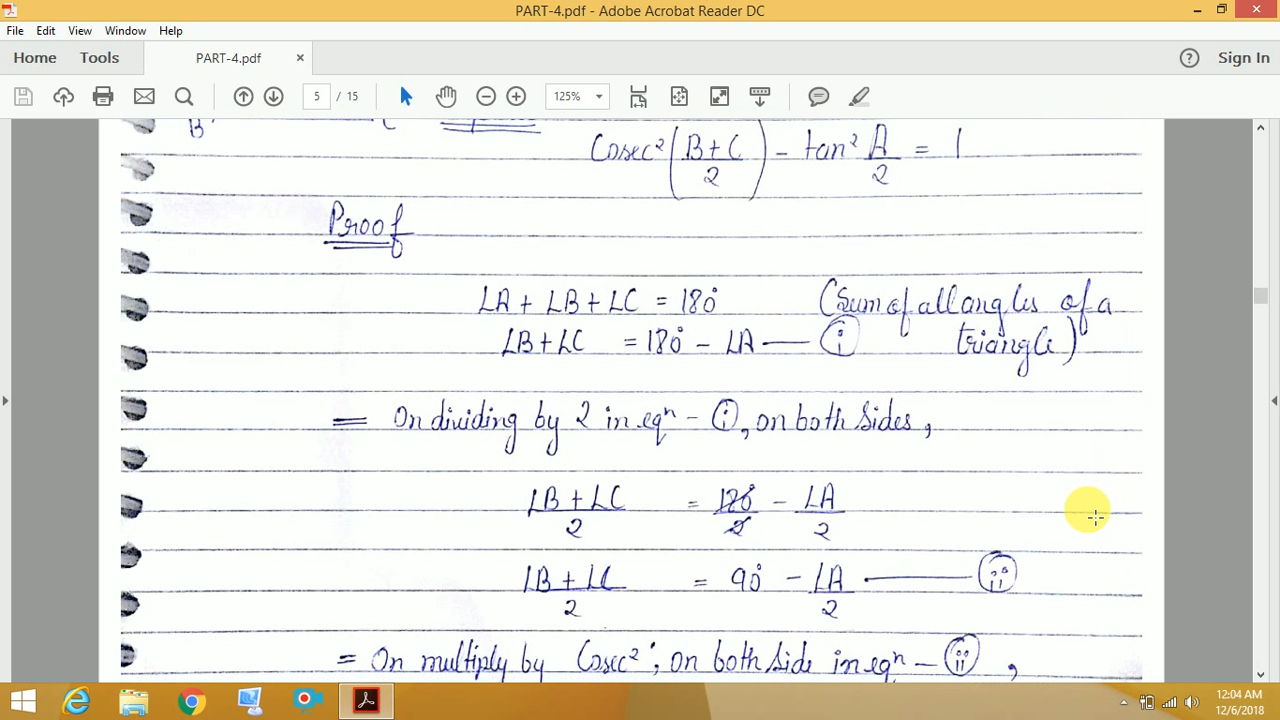 PART-4.pdf - Adobe Acrobat Reader DC
File Edit View Window Help
Home Tools PART-4.pdf × Sign In
5 / 15 125%
B C
Cosec² (B+C/2) - tan² A/2 = 1
Proof
∠A + ∠B + ∠C = 180° (Sum of all angles of a
∠B + ∠C = 180° - ∠A — (i) triangle)
= On dividing by 2 in eqⁿ - (i), on both Sides,
∠B + ∠C / 2 = 180° / 2 - ∠A / 2
∠B + ∠C / 2 = 90° - ∠A / 2 — (ii)
= On multiply by Cosec², on both Side in eqⁿ - (ii),
12:04 AM
12/6/2018